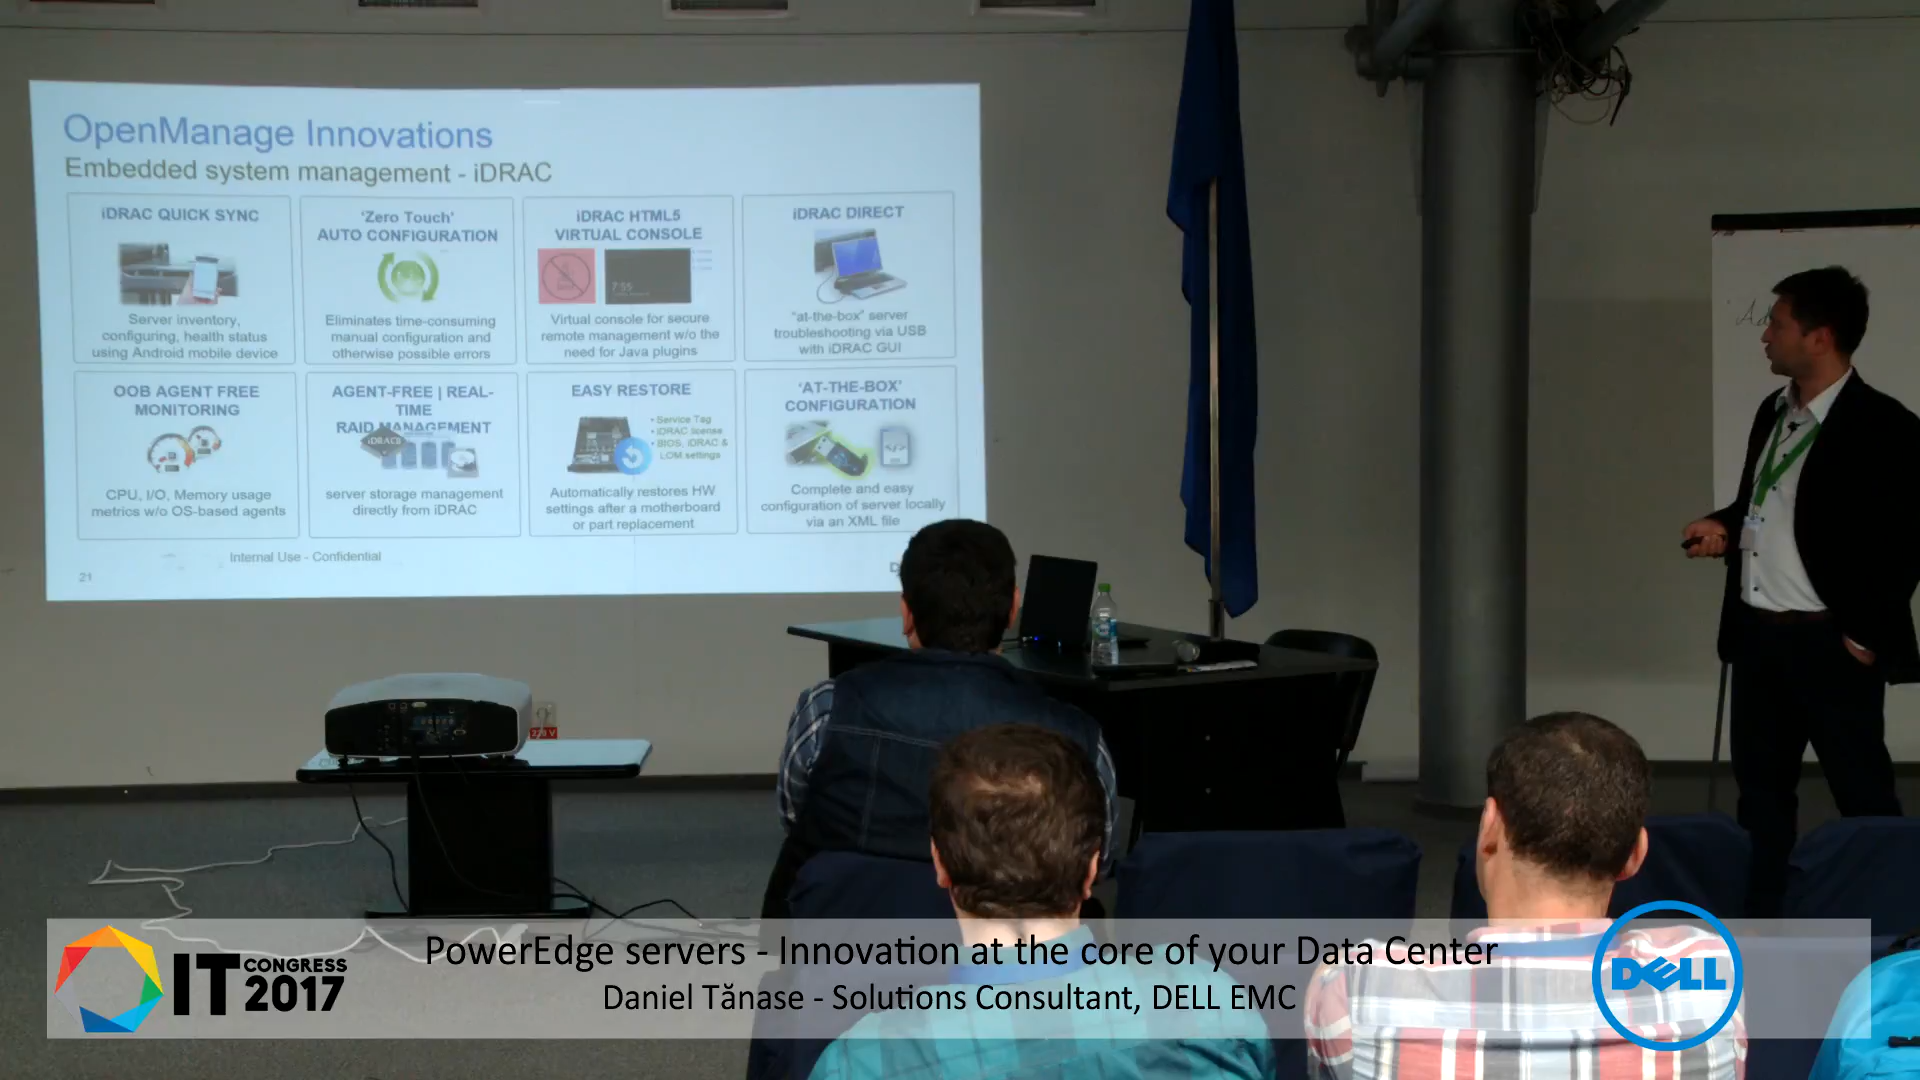 OpenManage Innovations
Embedded system management - iDRAC
iDRAC QUICK SYNC
Server inventory,
configuring, health status
using Android mobile device
'Zero Touch'
AUTO CONFIGURATION
Eliminates time-consuming
manual configuration and
otherwise possible errors
iDRAC HTML5
VIRTUAL CONSOLE
7:55
Virtual console for secure
remote management w/o the
need for Java plugins
iDRAC DIRECT
"at-the-box" server
troubleshooting via USB
with iDRAC GUI
OOB AGENT FREE
MONITORING
CPU, I/O, Memory usage
metrics w/o OS-based agents
AGENT-FREE | REAL-
TIME
RAID MANAGEMENT
iDRAC8
server storage management
directly from iDRAC
EASY RESTORE
• Service Tag
• iDRAC license
• BIOS, iDRAC &
LOM settings
Automatically restores HW
settings after a motherboard
or part replacement
'AT-THE-BOX'
CONFIGURATION
</>
Complete and easy
configuration of server locally
via an XML file
Internal Use - Confidential
21
D
Ad
220 V
IT CONGRESS
2017
PowerEdge servers - Innovation at the core of your Data Center
Daniel Tănase - Solutions Consultant, DELL EMC
DELL